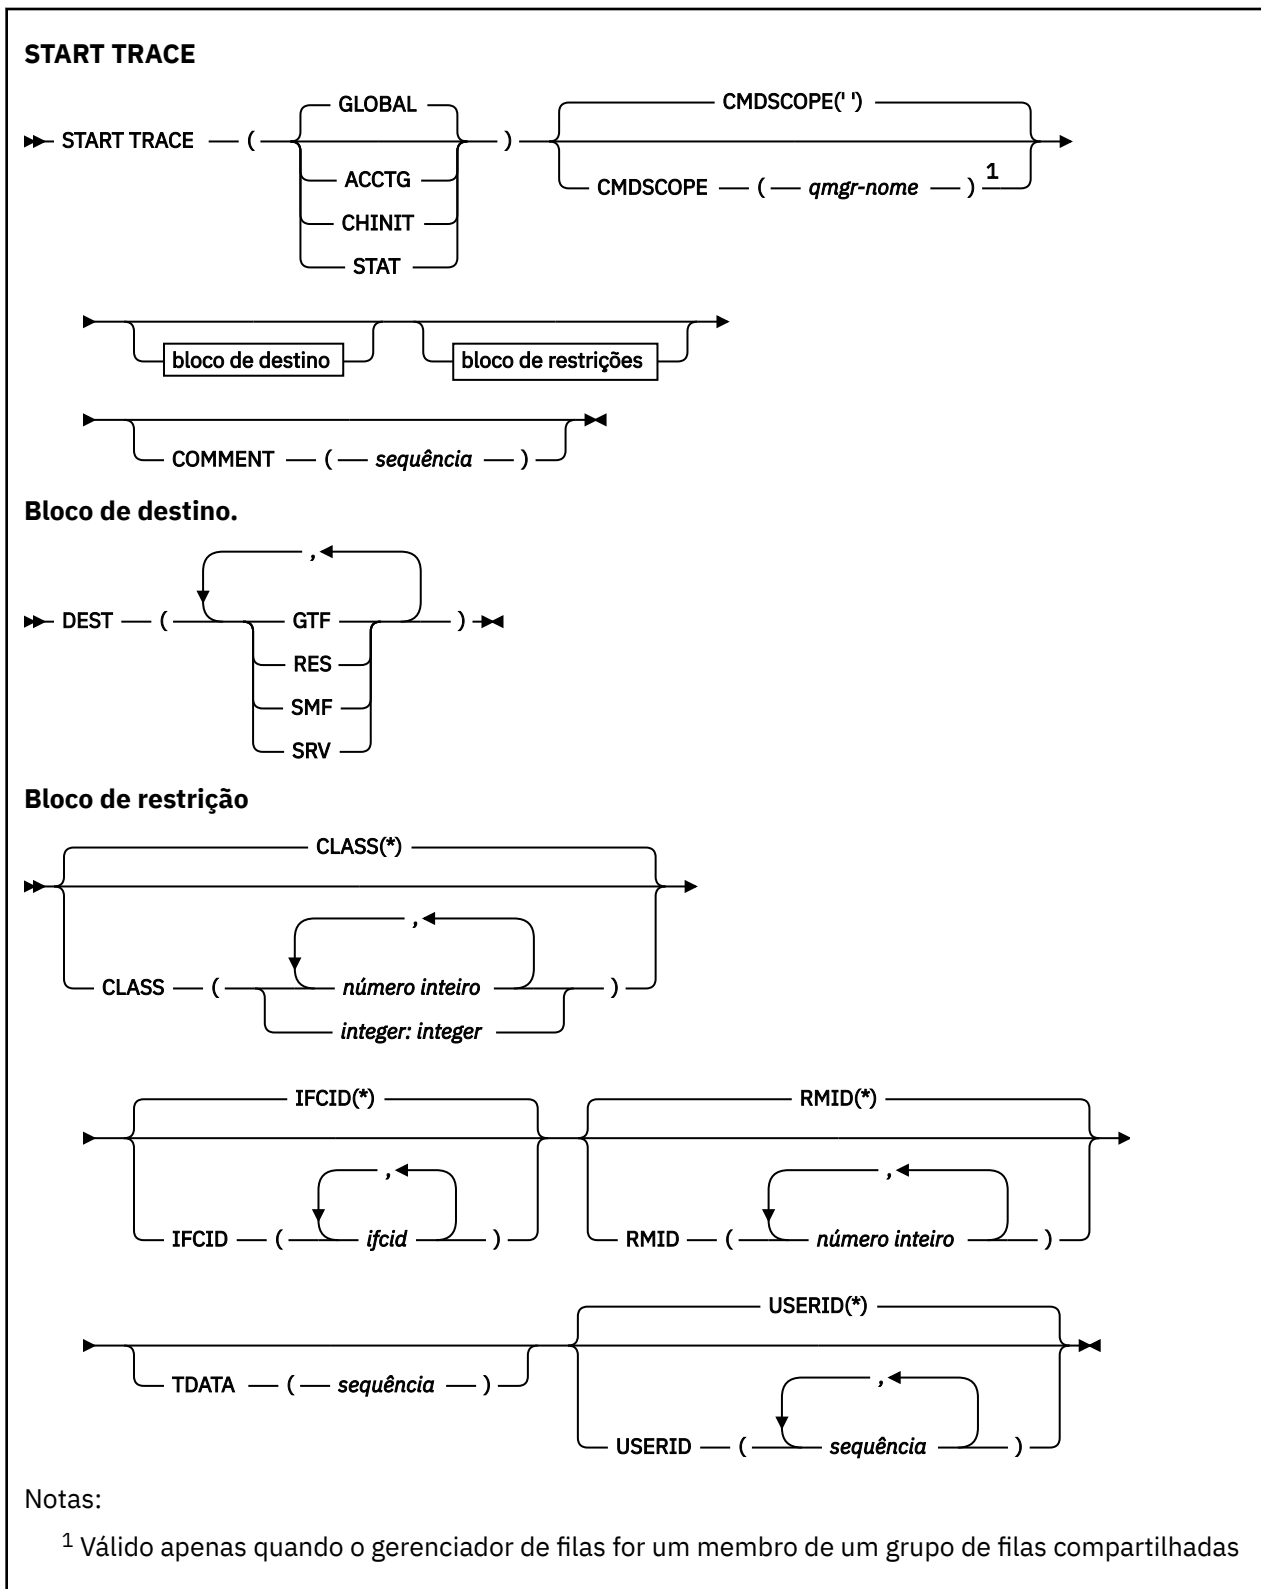 START TRACE
GLOBAL
CMDSCOPE(' ')
START TRACE ( ACCTG CHINIT STAT ) CMDSCOPE ( qmgr-nome ) 1
bloco de destino bloco de restrições
COMMENT ( sequência )
Bloco de destino.
,
DEST ( GTF )
RES
SMF
SRV
Bloco de restrição
CLASS(*)
,
CLASS ( número inteiro )
integer: integer
IFCID(*) RMID(*)
, ,
IFCID ( ifcid ) RMID ( número inteiro )
USERID(*)
TDATA ( sequência )
,
USERID ( sequência )
Notas:
1 Válido apenas quando o gerenciador de filas for um membro de um grupo de filas compartilhadas